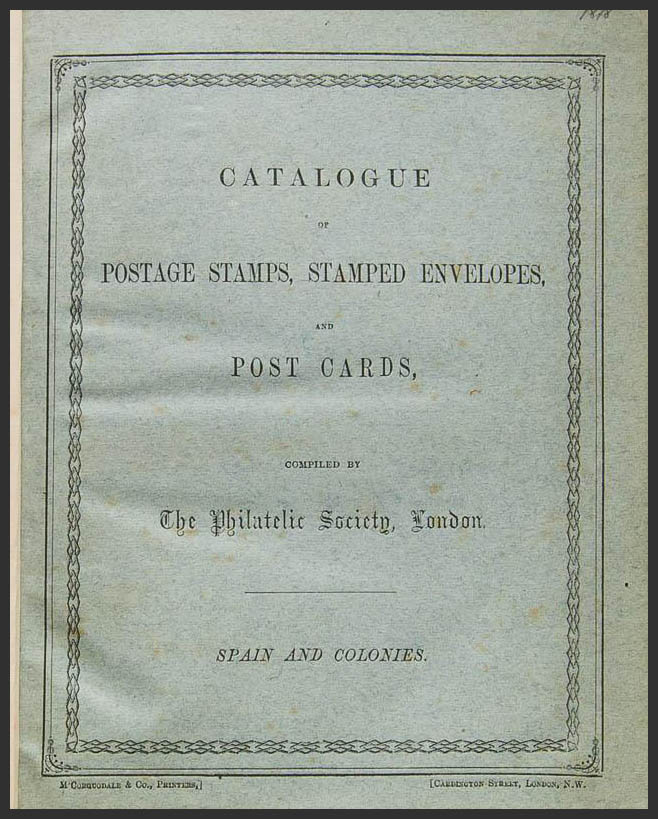 1878
CATALOGUE
OF
POSTAGE STAMPS, STAMPED ENVELOPES,
AND
POST CARDS,
COMPILED BY
The Philatelic Society, London.
SPAIN AND COLONIES.
M'CORQUODALE & CO., PRINTERS,] [CARDINGTON STREET, LONDON, N.W.